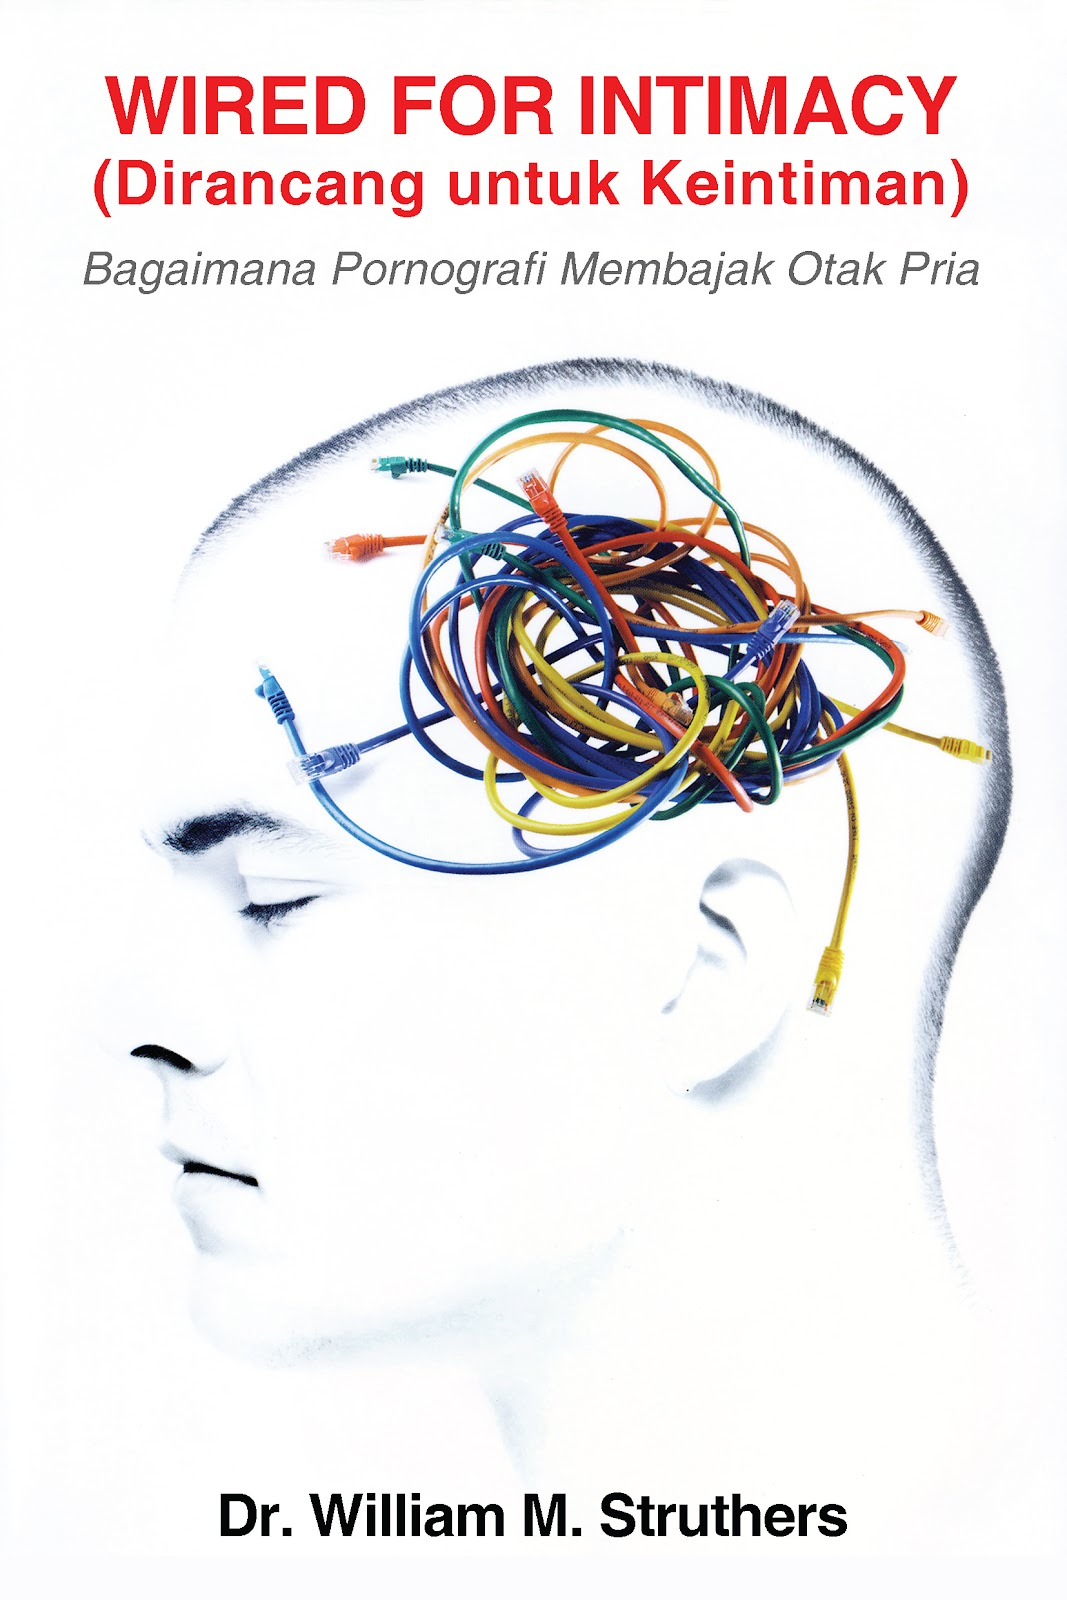 WIRED FOR INTIMACY
(Dirancang untuk Keintiman)
Bagaimana Pornografi Membajak Otak Pria
Dr. William M. Struthers